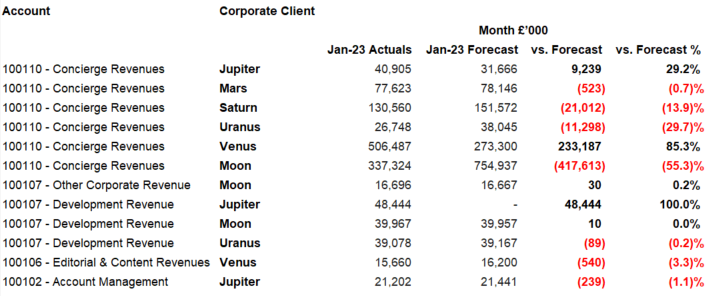 Account Corporate Client
Month £’000
Jan-23 Actuals Jan-23 Forecast vs. Forecast vs. Forecast %
100110 - Concierge Revenues Jupiter 40,905 31,666 9,239 29.2%
100110 - Concierge Revenues Mars 77,623 78,146 (523) (0.7)%
100110 - Concierge Revenues Saturn 130,560 151,572 (21,012) (13.9)%
100110 - Concierge Revenues Uranus 26,748 38,045 (11,298) (29.7)%
100110 - Concierge Revenues Venus 506,487 273,300 233,187 85.3%
100110 - Concierge Revenues Moon 337,324 754,937 (417,613) (55.3)%
100107 - Other Corporate Revenue Moon 16,696 16,667 30 0.2%
100107 - Development Revenue Jupiter 48,444 - 48,444 100.0%
100107 - Development Revenue Moon 39,967 39,957 10 0.0%
100107 - Development Revenue Uranus 39,078 39,167 (89) (0.2)%
100106 - Editorial & Content Revenues Venus 15,660 16,200 (540) (3.3)%
100102 - Account Management Jupiter 21,202 21,441 (239) (1.1)%